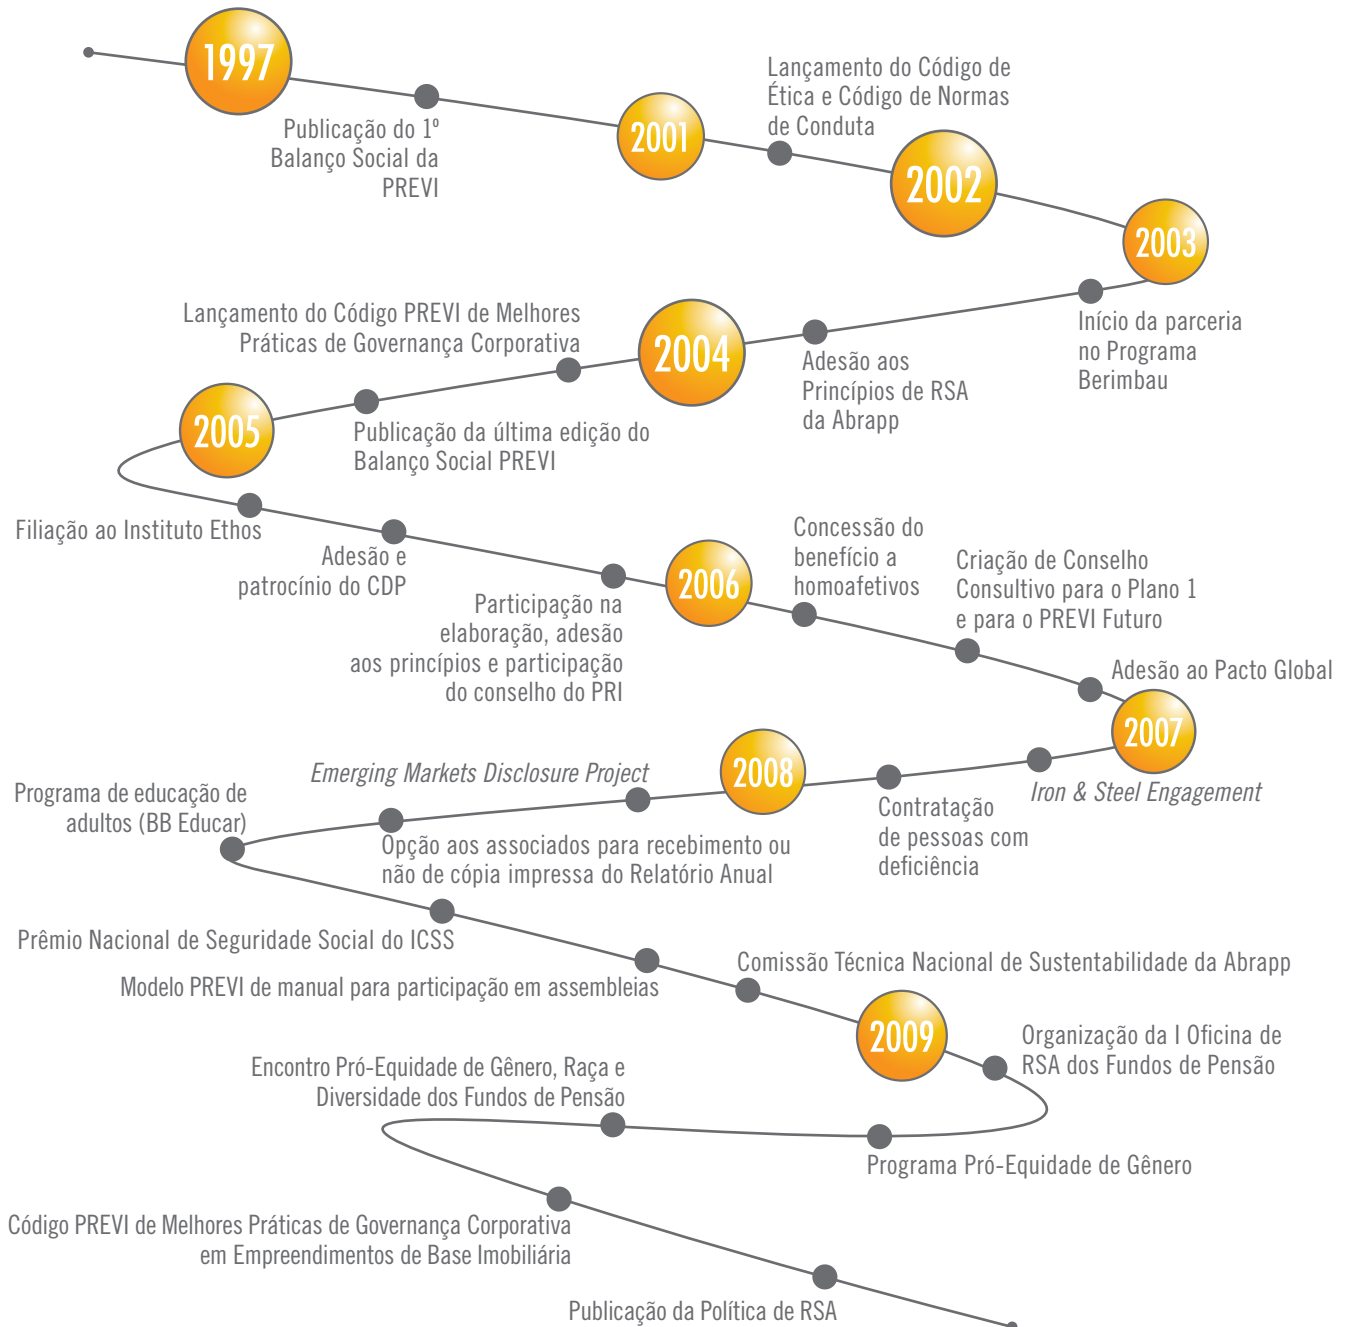 1997
Publicação do 1º
Balanço Social da
PREVI
2001
Lançamento do Código de
Ética e Código de Normas
de Conduta
2002
2003
Início da parceria
no Programa
Berimbau
Adesão aos
Princípios de RSA
da Abrapp
2004
Lançamento do Código PREVI de Melhores
Práticas de Governança Corporativa
Publicação da última edição do
Balanço Social PREVI
2005
Filiação ao Instituto Ethos
Adesão e
patrocínio do CDP
Participação na
elaboração, adesão
aos princípios e participação
do conselho do PRI
2006
Concessão do
benefício a
homoafetivos
Criação de Conselho
Consultivo para o Plano 1
e para o PREVI Futuro
Adesão ao Pacto Global
2007
Iron & Steel Engagement
Contratação
de pessoas com
deficiência
2008
Emerging Markets Disclosure Project
Opção aos associados para recebimento ou
não de cópia impressa do Relatório Anual
Programa de educação de
adultos (BB Educar)
Prêmio Nacional de Seguridade Social do ICSS
Modelo PREVI de manual para participação em assembleias
Comissão Técnica Nacional de Sustentabilidade da Abrapp
2009
Organização da I Oficina de
RSA dos Fundos de Pensão
Programa Pró-Equidade de Gênero
Encontro Pró-Equidade de Gênero, Raça e
Diversidade dos Fundos de Pensão
Código PREVI de Melhores Práticas de Governança Corporativa
em Empreendimentos de Base Imobiliária
Publicação da Política de RSA